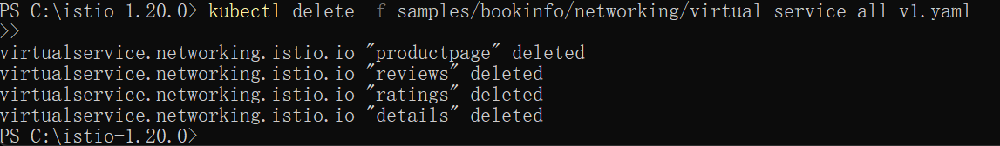 PS C:\istio-1.20.0> kubectl delete -f samples/bookinfo/networking/virtual-service-all-v1.yaml
>>
virtualservice.networking.istio.io "productpage" deleted
virtualservice.networking.istio.io "reviews" deleted
virtualservice.networking.istio.io "ratings" deleted
virtualservice.networking.istio.io "details" deleted
PS C:\istio-1.20.0>